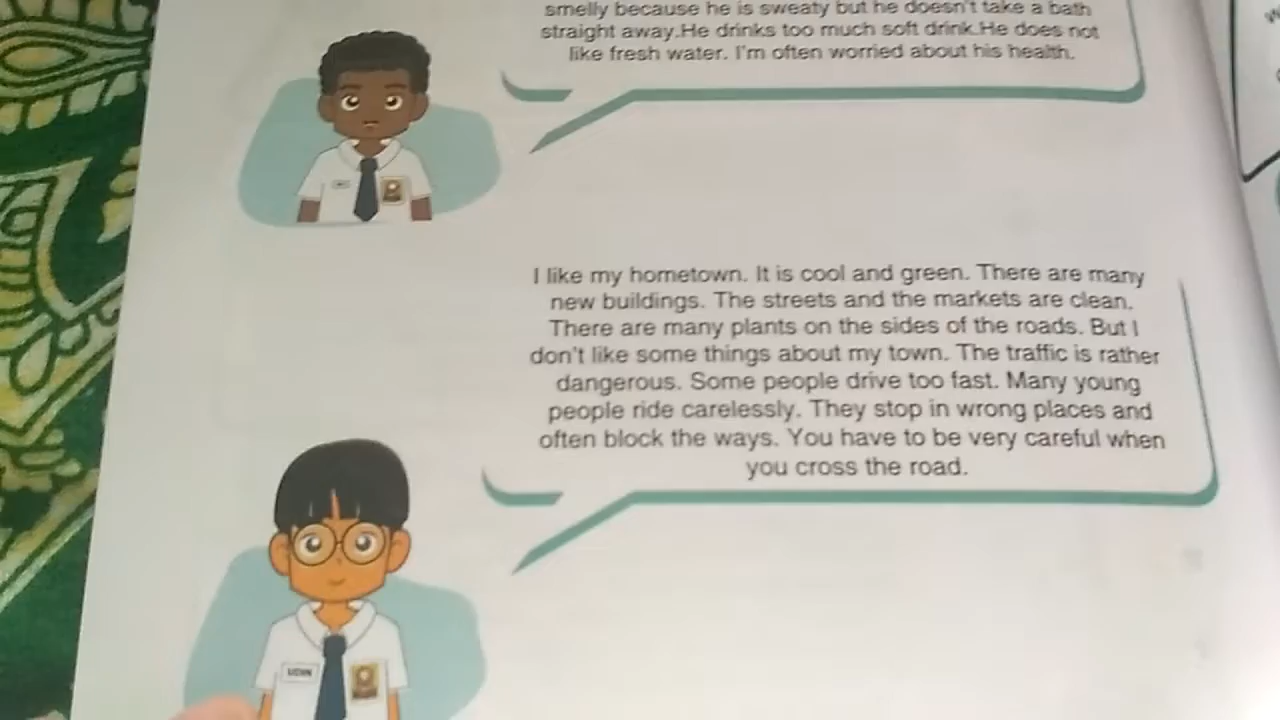 smelly because he is sweaty but he doesn't take a bath
straight away.He drinks too much soft drink.He does not
like fresh water. I'm often worried about his health.
I like my hometown. It is cool and green. There are many
new buildings. The streets and the markets are clean.
There are many plants on the sides of the roads. But I
don't like some things about my town. The traffic is rather
dangerous. Some people drive too fast. Many young
people ride carelessly. They stop in wrong places and
often block the ways. You have to be very careful when
you cross the road.
UDIN